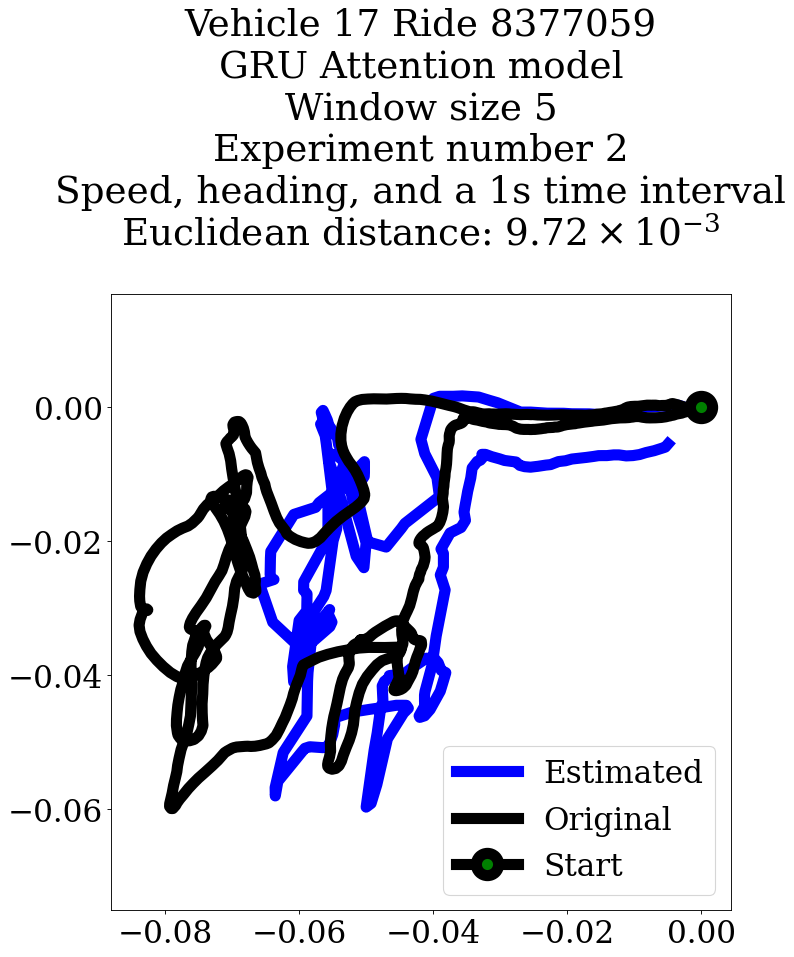 Vehicle 17 Ride 8377059
GRU Attention model
Window size 5
Experiment number 2
Speed, heading, and a 1s time interval
Euclidean distance: 9.72 × 10⁻³
0.00
−0.02
−0.04
−0.06
Estimated
Original
Start
−0.08 −0.06 −0.04 −0.02 0.00